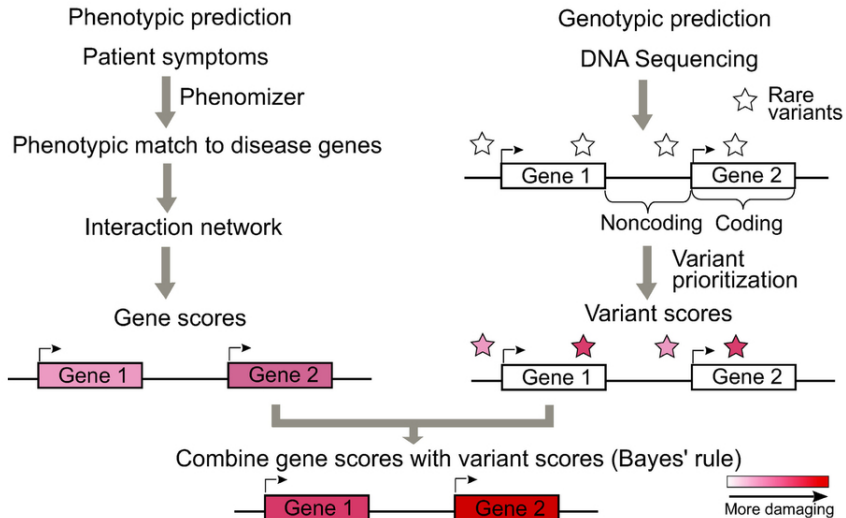 Phenotypic prediction
Patient symptoms
Phenomizer
Phenotypic match to disease genes
Interaction network
Gene scores
Gene 1
Gene 2
Genotypic prediction
DNA Sequencing
Rare
variants
Gene 1
Gene 2
Noncoding
Coding
Variant
prioritization
Variant scores
Gene 1
Gene 2
Combine gene scores with variant scores (Bayes' rule)
Gene 1
Gene 2
More damaging